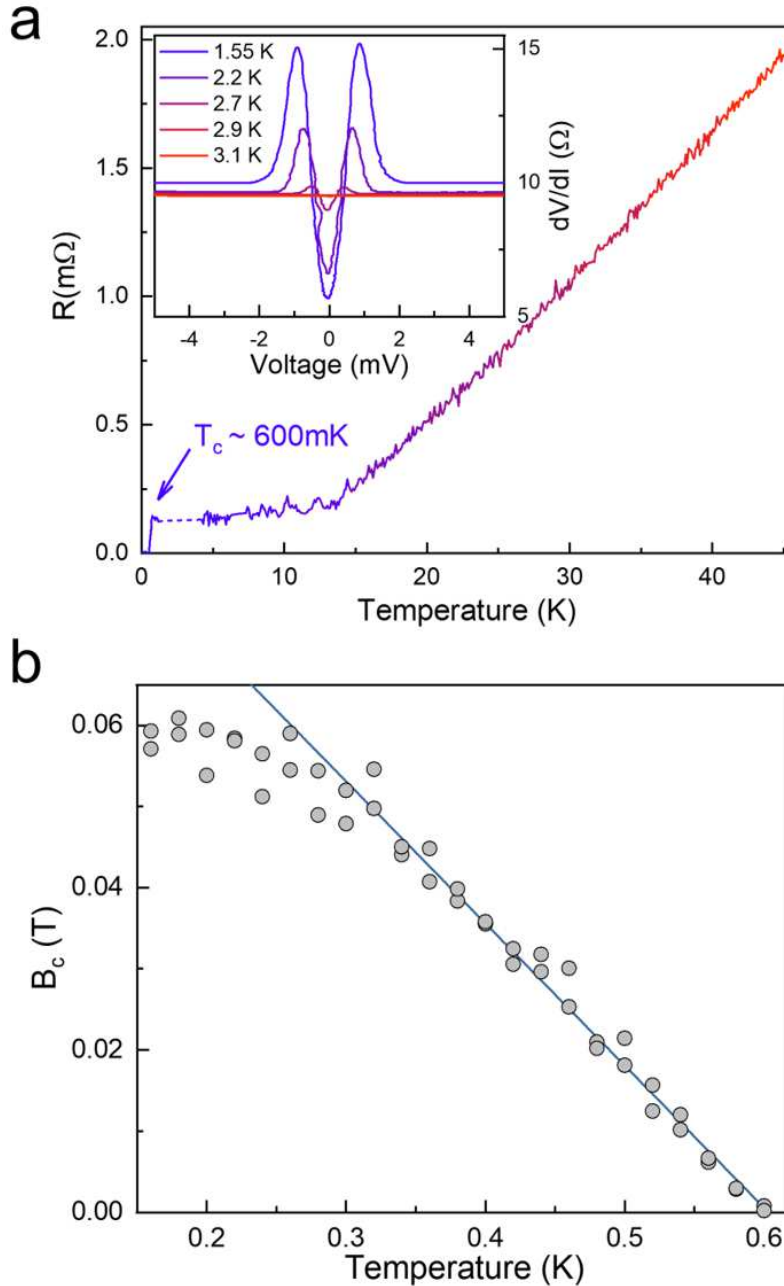 a
2.0
1.5
1.0
0.5
0.0
R(mΩ)
1.55 K
2.2 K
2.7 K
2.9 K
3.1 K
15
10
5
dV/dI (Ω)
-4 -2 0 2 4
Voltage (mV)
T_c ~ 600mK
0 10 20 30 40
Temperature (K)
b
0.06
0.04
0.02
0.00
B_c (T)
0.2 0.3 0.4 0.5 0.6
Temperature (K)